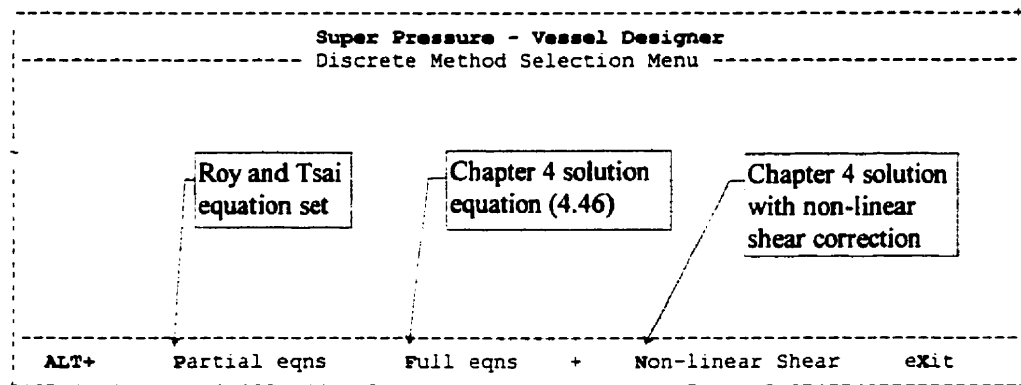 Super Pressure - Vessel Designer
Discrete Method Selection Menu
Roy and Tsai
equation set
Chapter 4 solution
equation (4.46)
Chapter 4 solution
with non-linear
shear correction
ALT+ Partial eqns Full eqns + Non-linear Shear eXit